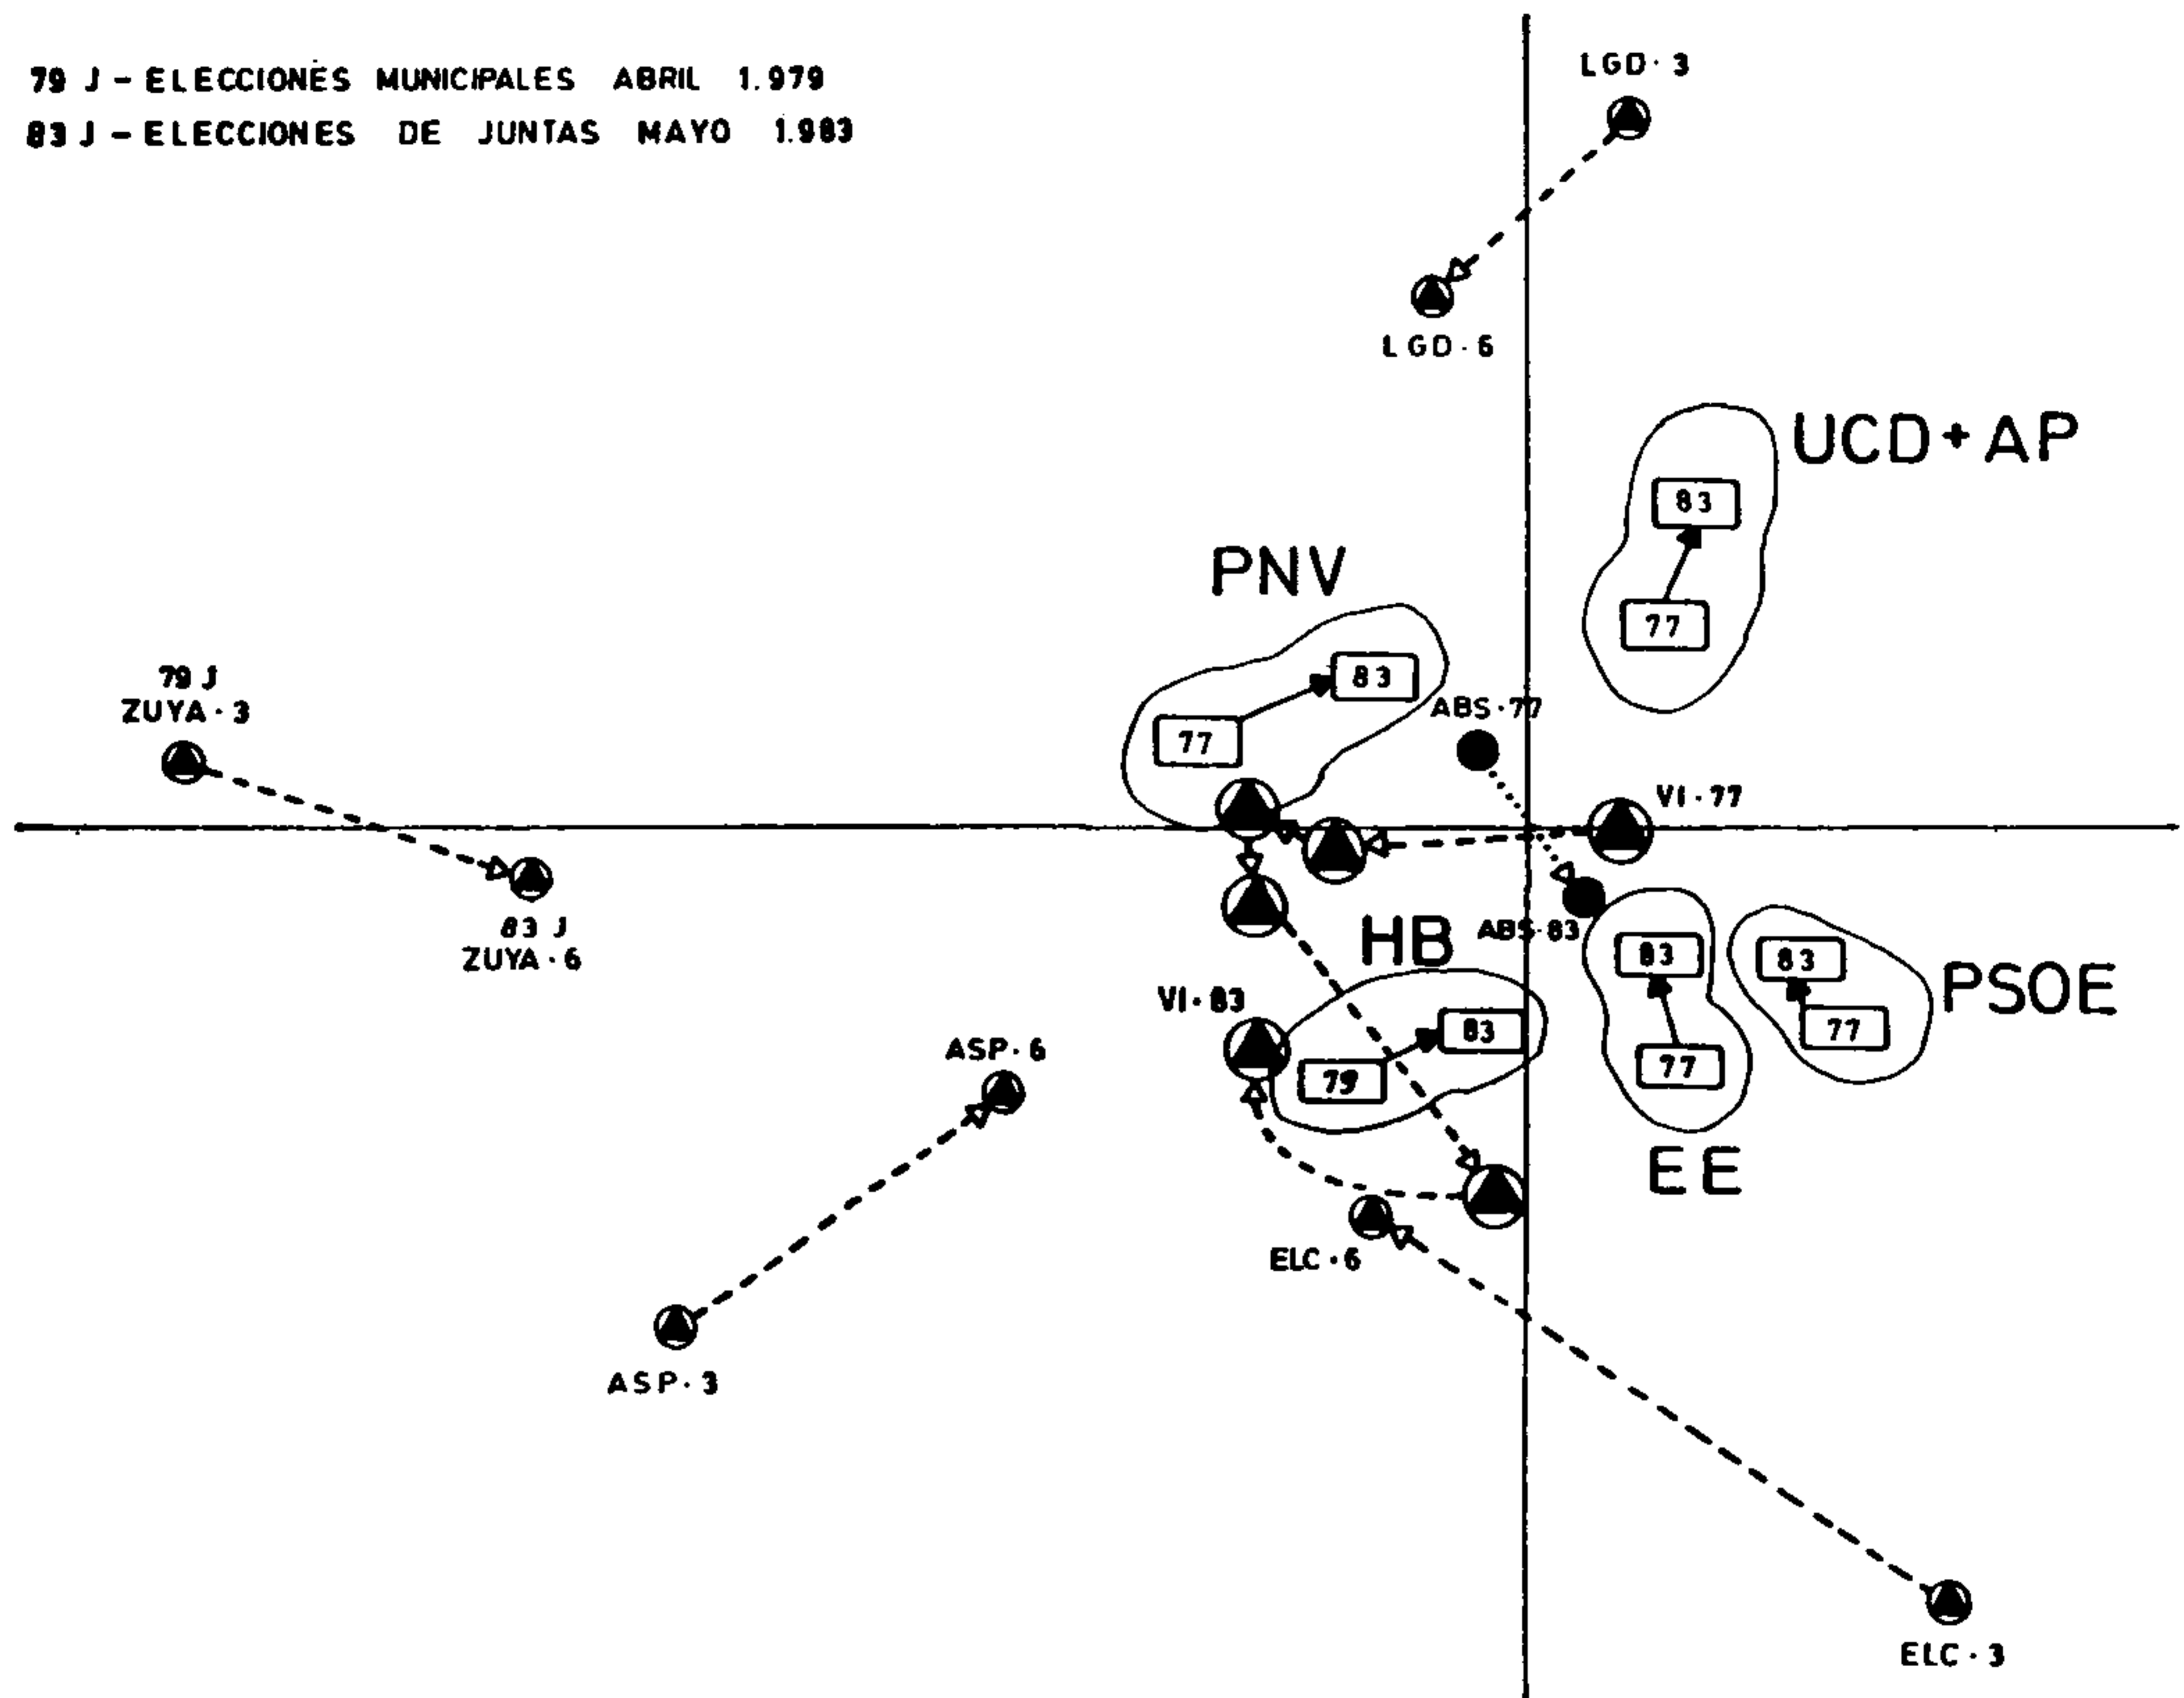 79 J - ELECCIONES MUNICIPALES ABRIL 1.979
83 J - ELECCIONES DE JUNTAS MAYO 1.983
LGD · 3
LGD · 6
UCD + AP
83
77
PNV
83
77
ABS · 77
79 J
ZUYA · 3
VI · 77
83 J
ZUYA · 6
HB
ABS · 83
83
83
PSOE
VI · 83
83
77
79
77
ASP · 6
EE
ELC · 6
ASP · 3
ELC · 3